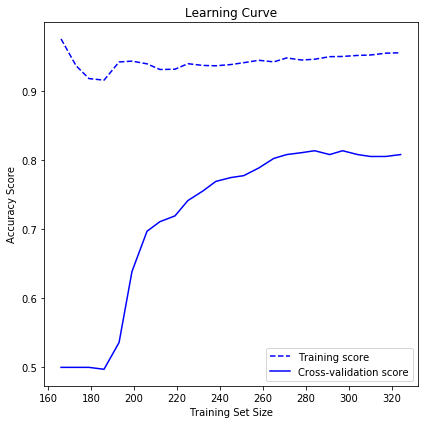 Learning Curve
Accuracy Score
0.9
0.8
0.7
0.6
0.5
Training score
Cross-validation score
160 180 200 220 240 260 280 300 320
Training Set Size